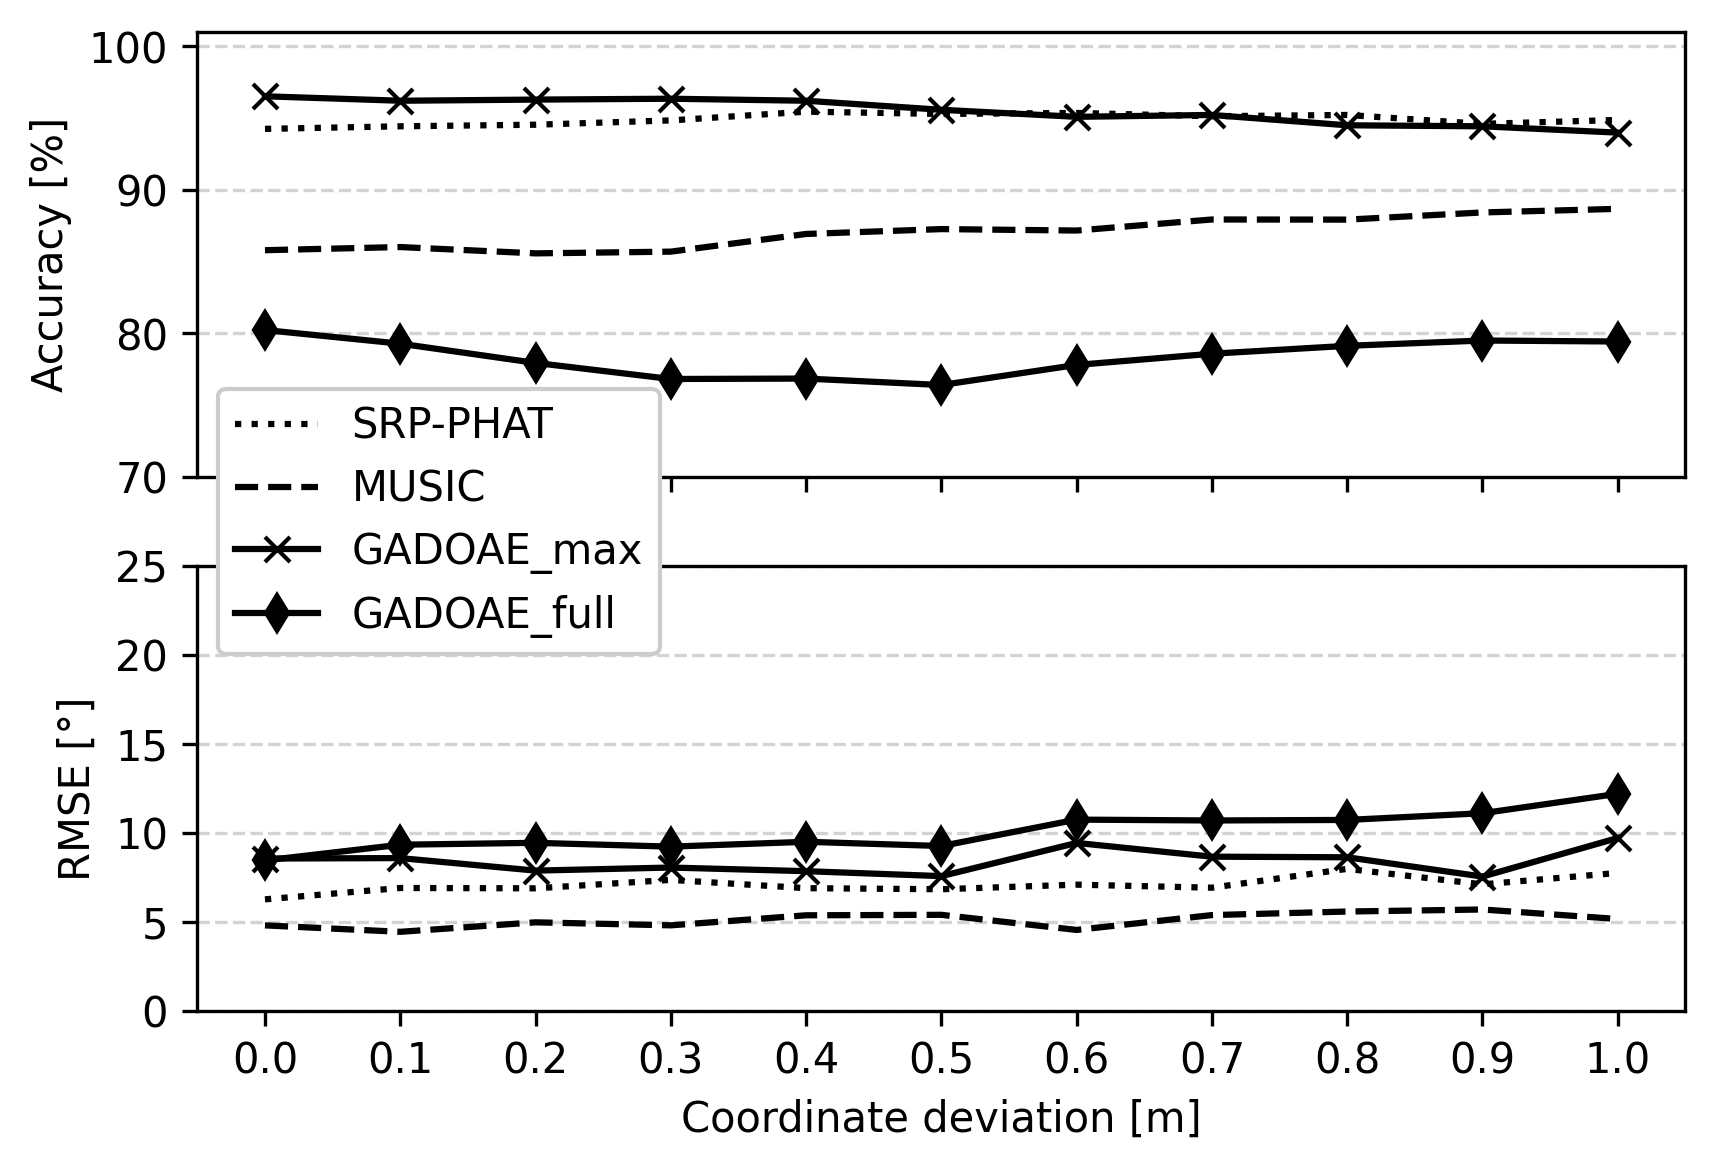 100
90
80
70
Accuracy [%]
SRP-PHAT
MUSIC
GADOAE_max
GADOAE_full
25
20
15
10
5
0
RMSE [°]
0.0 0.1 0.2 0.3 0.4 0.5 0.6 0.7 0.8 0.9 1.0
Coordinate deviation [m]